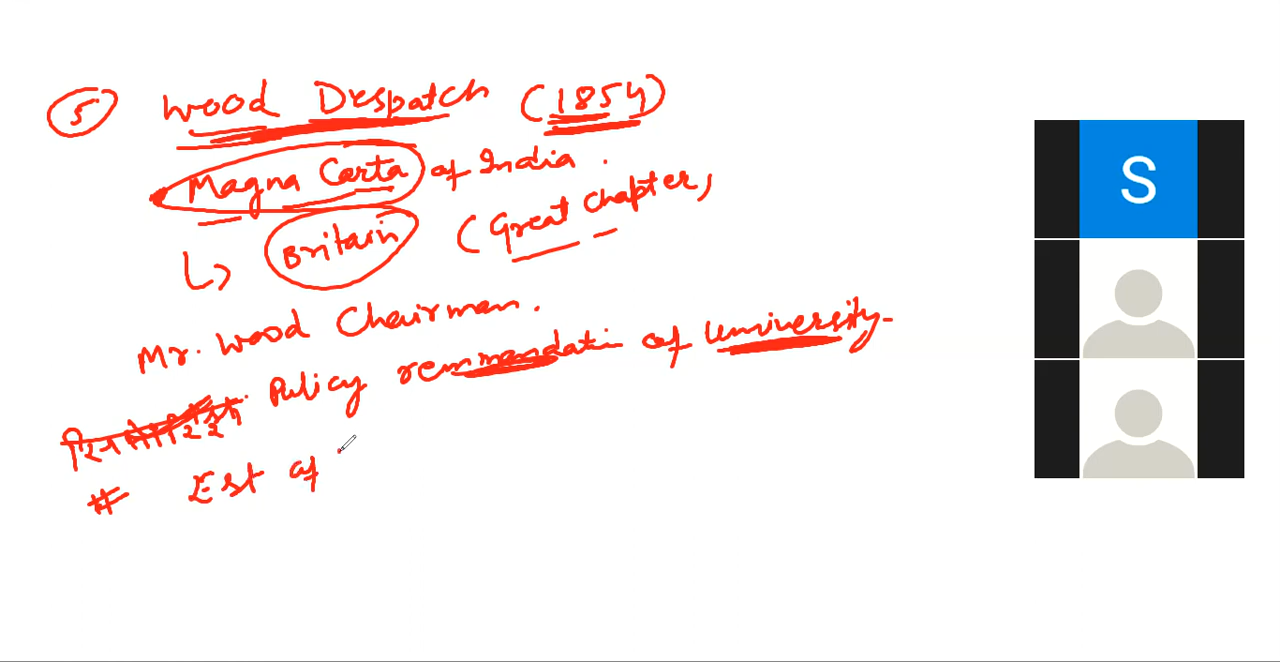 5 Wood Despatch (1854)
Magna Carta of India.
↳ Britain (Great Chapter,
Mr. Wood Chairman.
Policy remmandati of University-
# Est of
S